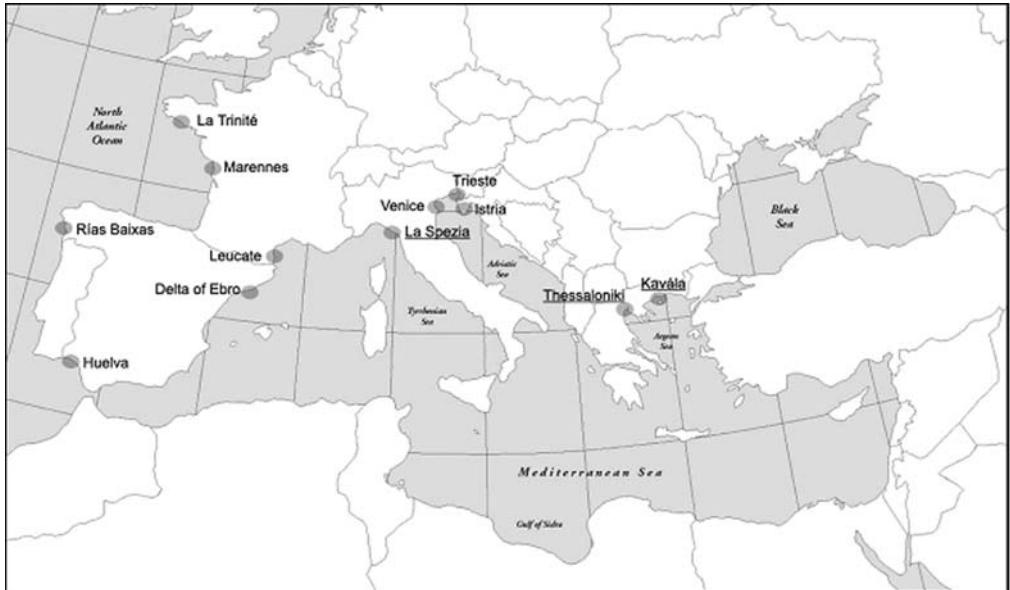 North
Atlantic
Ocean
La Trinité
Marennes
Trieste
Venice
Istria
Rías Baixas
La Spezia
Black
Sea
Leucate
Adriatic
Sea
Kavála
Delta of Ebro
Thessaloniki
Tyrrhenian
Sea
Aegean
Sea
Huelva
Mediterranean Sea
Gulf of Sidra